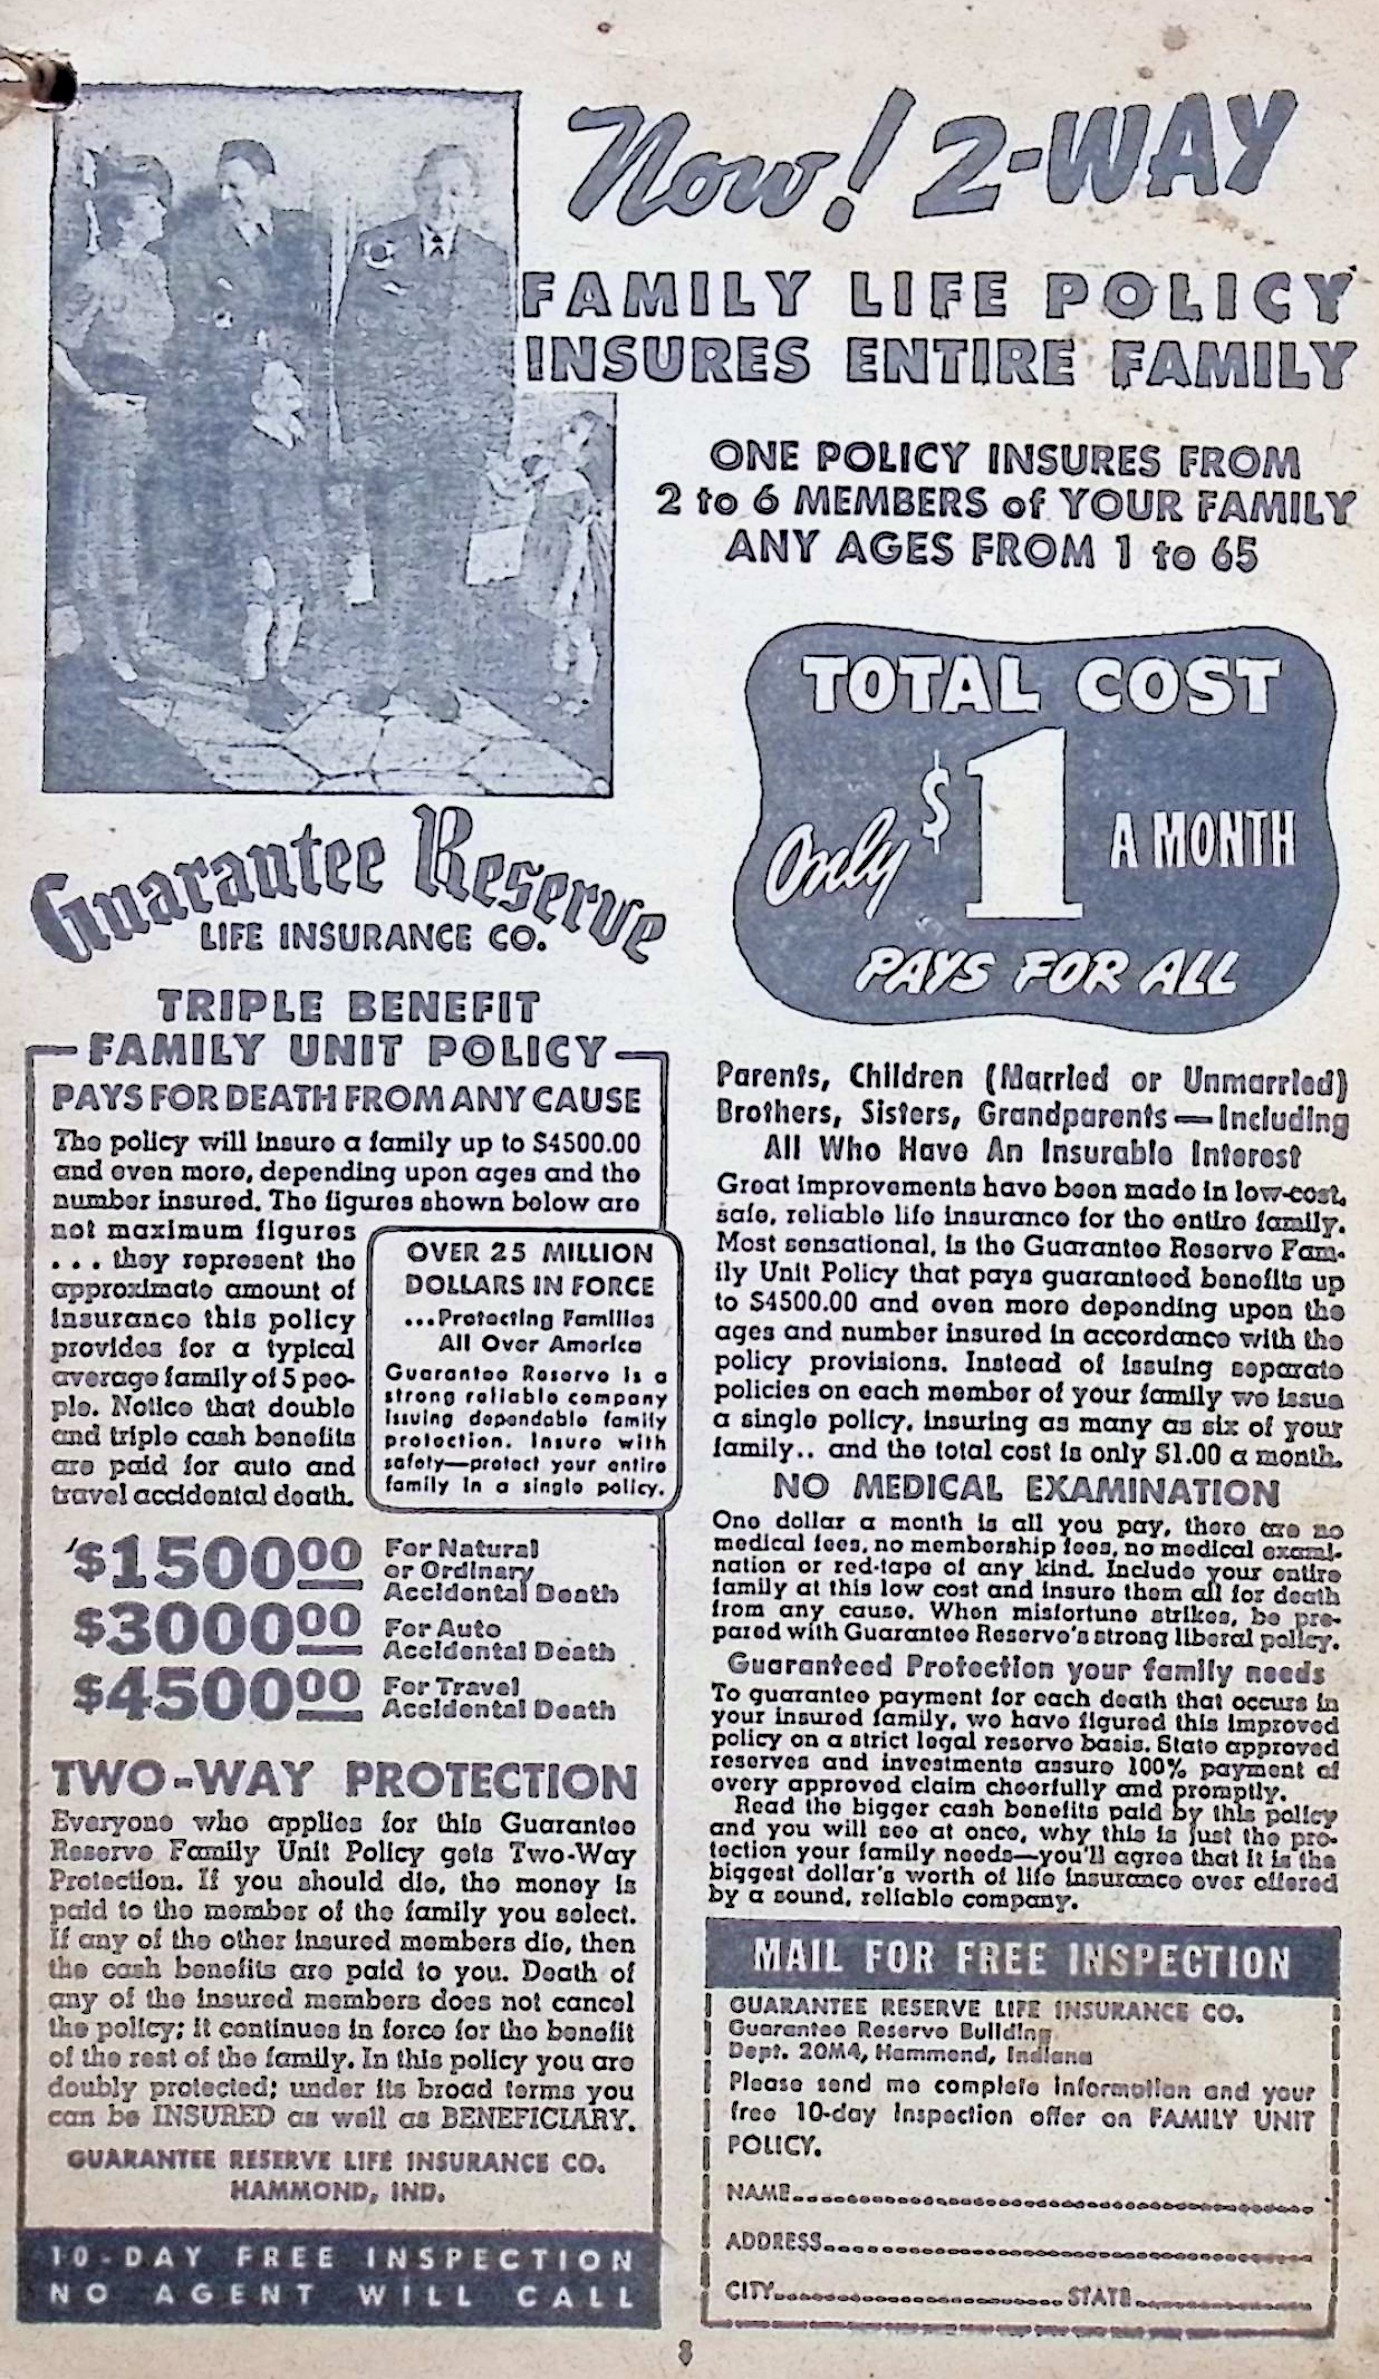 Now! 2-WAY
FAMILY LIFE POLICY
INSURES ENTIRE FAMILY
ONE POLICY INSURES FROM
2 to 6 MEMBERS of YOUR FAMILY
ANY AGES FROM 1 to 65
TOTAL COST
Only $1 A MONTH
PAYS FOR ALL
Guarantee Reserve
LIFE INSURANCE CO.
TRIPLE BENEFIT
FAMILY UNIT POLICY
PAYS FOR DEATH FROM ANY CAUSE
The policy will insure a family up to $4500.00
and even more, depending upon ages and the
number insured. The figures shown below are
not maximum figures
. . . they represent the
approximate amount of
insurance this policy
provides for a typical
average family of 5 peo-
ple. Notice that double
and triple cash benefits
are paid for auto and
travel accidental death.
OVER 25 MILLION
DOLLARS IN FORCE
...Protecting Families
All Over America
Guarantee Reserve is a
strong reliable company
issuing dependable family
protection. Insure with
safety—protect your entire
family in a single policy.
$150000 For Natural
or Ordinary
Accidental Death
$300000 For Auto
Accidental Death
$450000 For Travel
Accidental Death
TWO-WAY PROTECTION
Everyone who applies for this Guarantee
Reserve Family Unit Policy gets Two-Way
Protection. If you should die, the money is
paid to the member of the family you select.
If any of the other insured members die, then
the cash benefits are paid to you. Death of
any of the insured members does not cancel
the policy; it continues in force for the benefit
of the rest of the family. In this policy you are
doubly protected; under its broad terms you
can be INSURED as well as BENEFICIARY.
GUARANTEE RESERVE LIFE INSURANCE CO.
HAMMOND, IND.
10-DAY FREE INSPECTION
NO AGENT WILL CALL
Parents, Children (Married or Unmarried)
Brothers, Sisters, Grandparents—Including
All Who Have An Insurable Interest
Great improvements have been made in low-cost,
safe, reliable life insurance for the entire family.
Most sensational, is the Guarantee Reserve Fam-
ily Unit Policy that pays guaranteed benefits up
to $4500.00 and even more depending upon the
ages and number insured in accordance with the
policy provisions. Instead of issuing separate
policies on each member of your family we issue
a single policy, insuring as many as six of your
family.. and the total cost is only $1.00 a month.
NO MEDICAL EXAMINATION
One dollar a month is all you pay, there are no
medical fees, no membership fees, no medical exami-
nation or red-tape of any kind. Include your entire
family at this low cost and insure them all for death
from any cause. When misfortune strikes, be pre-
pared with Guarantee Reserve's strong liberal policy.
Guaranteed Protection your family needs
To guarantee payment for each death that occurs in
your insured family, we have figured this improved
policy on a strict legal reserve basis. State approved
reserves and investments assure 100% payment of
every approved claim cheerfully and promptly.
Read the bigger cash benefits paid by this policy
and you will see at once, why this is just the pro-
tection your family needs—you'll agree that it is the
biggest dollar's worth of life insurance ever offered
by a sound, reliable company.
MAIL FOR FREE INSPECTION
GUARANTEE RESERVE LIFE INSURANCE CO.
Guarantee Reserve Building
Dept. 20M4, Hammond, Indiana
Please send me complete information and your
free 10-day Inspection offer on FAMILY UNIT
POLICY.
NAME
ADDRESS
CITY STATE